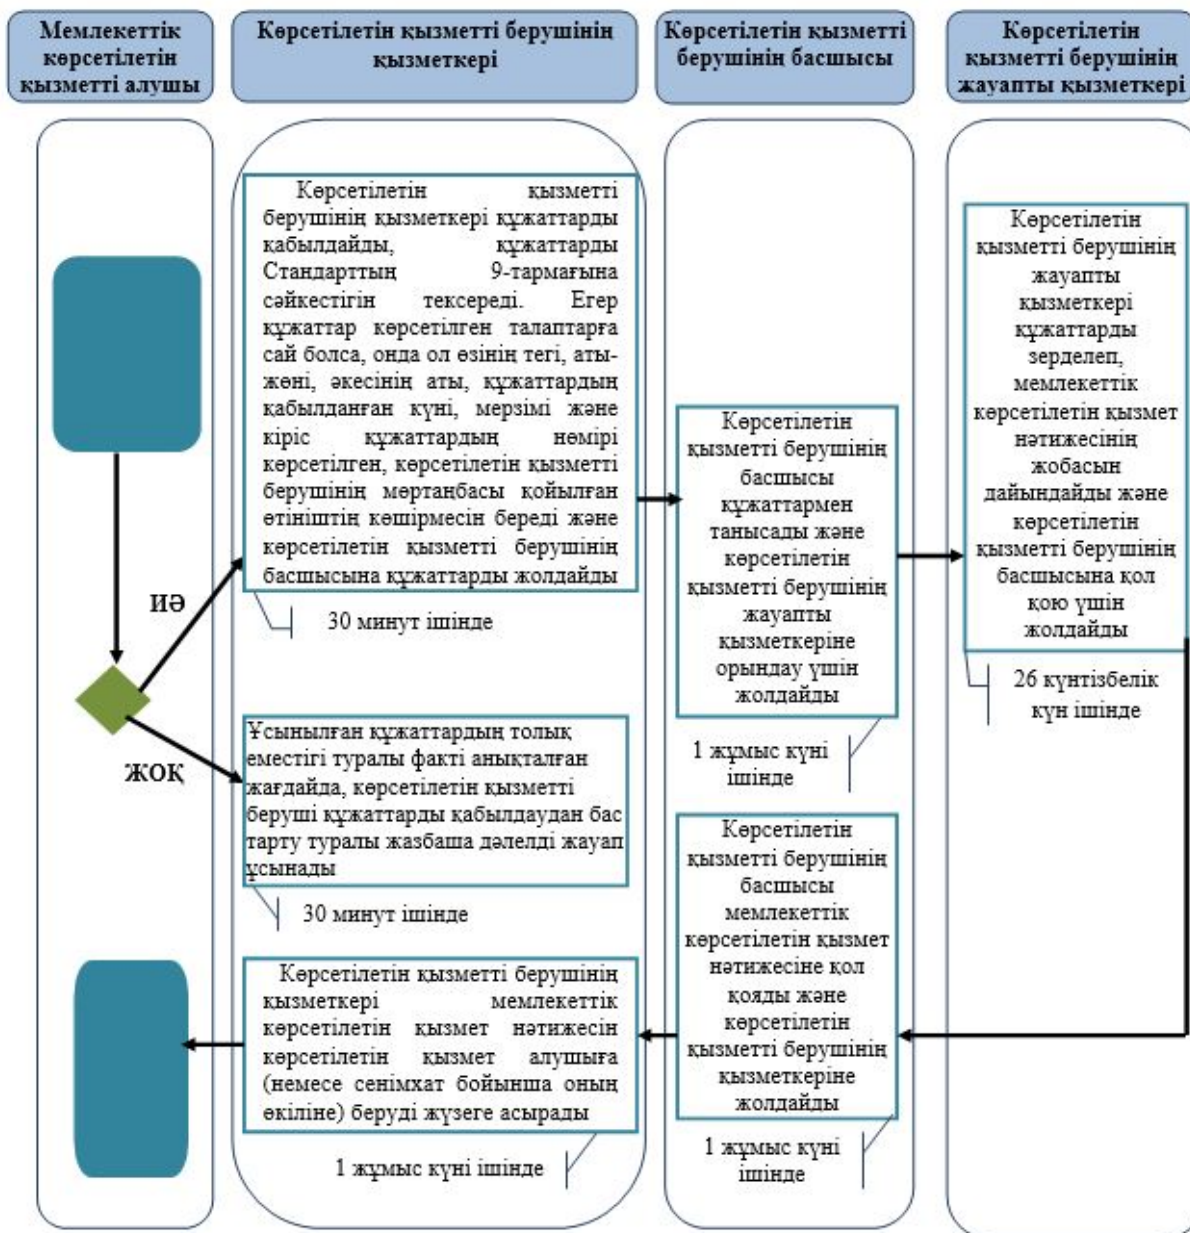 Мемлекеттік
көрсетілетін
қызметті алушы
Көрсетілетін қызметті берушінің
қызметкері
Көрсетілетін қызметті
берушінің басшысы
Көрсетілетін
қызметті берушінің
жауапты қызметкері
Көрсетілетін қызметті
берушінің қызметкері құжаттарды
қабылдайды, құжаттарды
Стандарттың 9-тармағына
сәйкестігін тексереді. Егер
құжаттар көрсетілген талаптарға
сай болса, онда ол өзінің тегі, аты-
жөні, әкесінің аты, құжаттардың
қабылданған күні, мерзімі және
кіріс құжаттардың нөмірі
көрсетілген, көрсетілетін қызметті
берушінің мөртаңбасы қойылған
өтініштің көшірмесін береді және
көрсетілетін қызметті берушінің
басшысына құжаттарды жолдайды
30 минут ішінде
ИӘ
ЖОҚ
Ұсынылған құжаттардың толық
еместігі туралы факті анықталған
жағдайда, көрсетілетін қызметті
беруші құжаттарды қабылдаудан бас
тарту туралы жазбаша дәлелді жауап
ұсынады
30 минут ішінде
Көрсетілетін қызметті берушінің
қызметкері мемлекеттік
көрсетілетін қызмет нәтижесін
көрсетілетін қызмет алушыға
(немесе сенімхат бойынша оның
өкіліне) беруді жүзеге асырады
1 жұмыс күні ішінде
Көрсетілетін
қызметті берушінің
басшысы
құжаттармен
танысады және
көрсетілетін
қызметті берушінің
жауапты
қызметкеріне
орындау үшін
жолдайды
1 жұмыс күні
ішінде
Көрсетілетін
қызметті берушінің
басшысы
мемлекеттік
көрсетілетін қызмет
нәтижесіне қол
қояды және
көрсетілетін
қызметті берушінің
қызметкеріне
жолдайды
1 жұмыс күні
ішінде
Көрсетілетін
қызметті берушінің
жауапты
қызметкері
құжаттарды
зерделеп,
мемлекеттік
көрсетілетін қызмет
нәтижесінің
жобасын
дайындайды және
көрсетілетін
қызметті берушінің
басшысына қол
қою үшін
жолдайды
26 күнтізбелік
күн ішінде